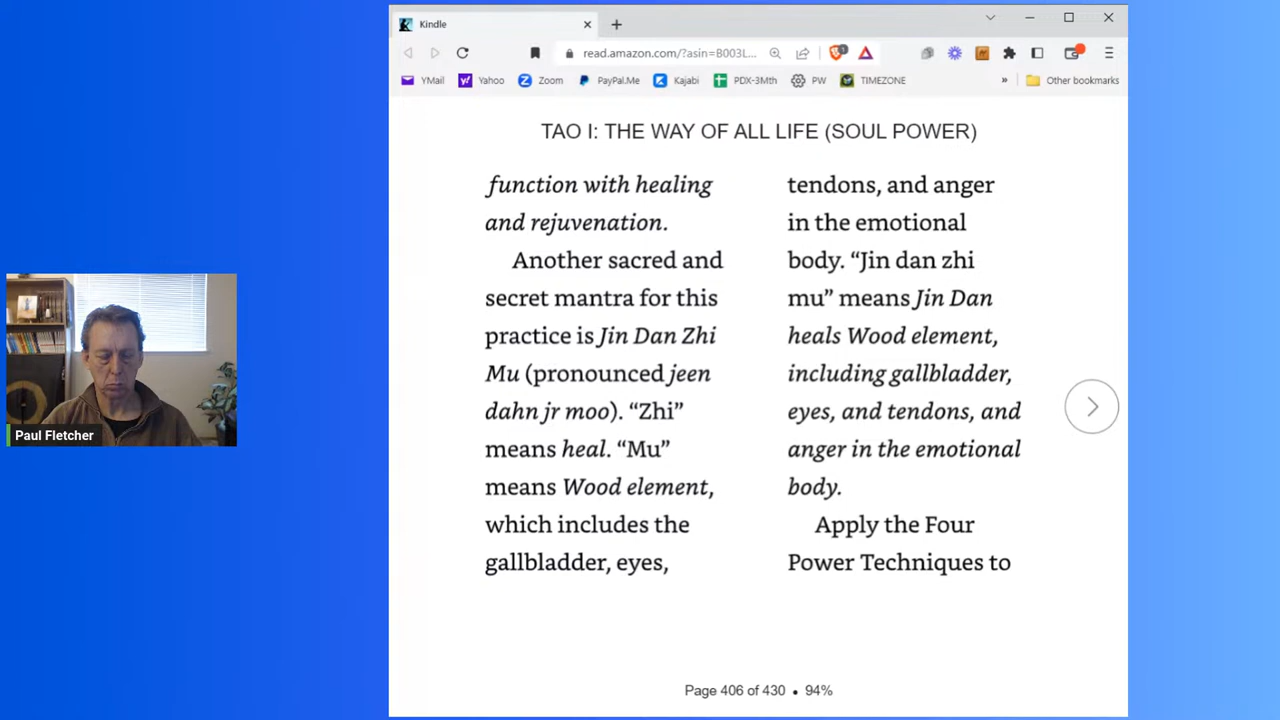 Kindle
read.amazon.com/?asin=B003L...
1
YMail
Yahoo
Zoom
PayPal.Me
Kajabi
PDX-3Mth
PW
TIMEZONE
»
Other bookmarks
TAO I: THE WAY OF ALL LIFE (SOUL POWER)
function with healing
and rejuvenation.
Another sacred and
secret mantra for this
practice is Jin Dan Zhi
Mu (pronounced jeen
dahn jr moo). “Zhi”
means heal. “Mu”
means Wood element,
which includes the
gallbladder, eyes,
tendons, and anger
in the emotional
body. “Jin dan zhi
mu” means Jin Dan
heals Wood element,
including gallbladder,
eyes, and tendons, and
anger in the emotional
body.
Apply the Four
Power Techniques to
Page 406 of 430 • 94%
Paul Fletcher